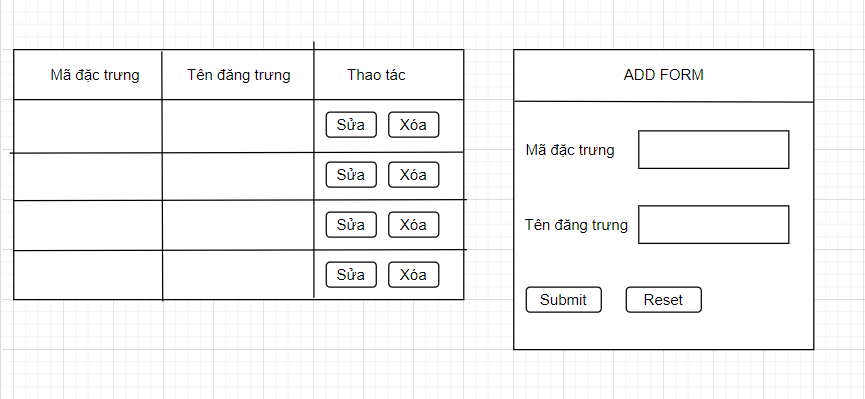 Mã đặc trưng Tên đăng trưng Thao tác
Sửa Xóa
Sửa Xóa
Sửa Xóa
Sửa Xóa
ADD FORM
Mã đặc trưng
Tên đăng trưng
Submit Reset